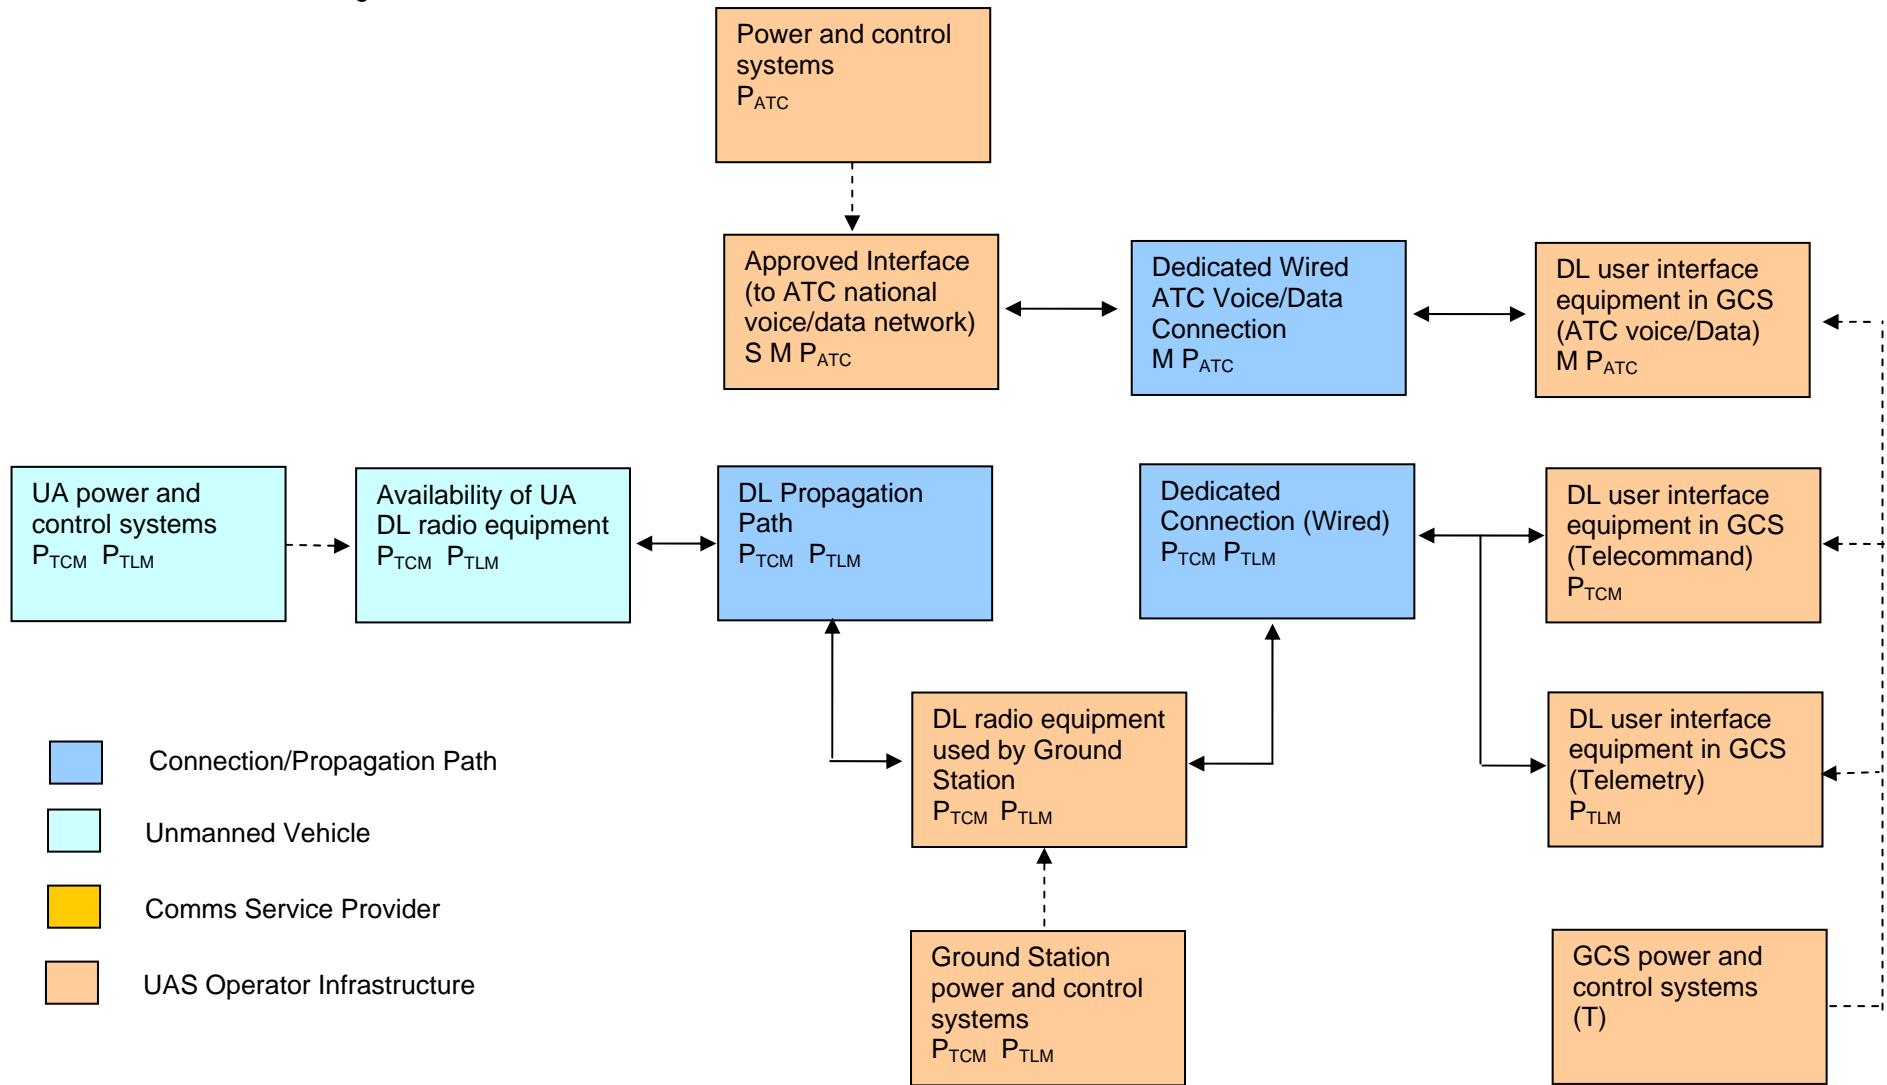 Power and control
systems
PATC
Approved Interface
(to ATC national
voice/data network)
S M PATC
Dedicated Wired
ATC Voice/Data
Connection
M PATC
DL user interface
equipment in GCS
(ATC voice/Data)
M PATC
UA power and
control systems
PTCM PTLM
Availability of UA
DL radio equipment
PTCM PTLM
DL Propagation
Path
PTCM PTLM
Dedicated
Connection (Wired)
PTCM PTLM
DL user interface
equipment in GCS
(Telecommand)
PTCM
DL radio equipment
used by Ground
Station
PTCM PTLM
DL user interface
equipment in GCS
(Telemetry)
PTLM
Connection/Propagation Path
Unmanned Vehicle
Comms Service Provider
UAS Operator Infrastructure
Ground Station
power and control
systems
PTCM PTLM
GCS power and
control systems
(T)